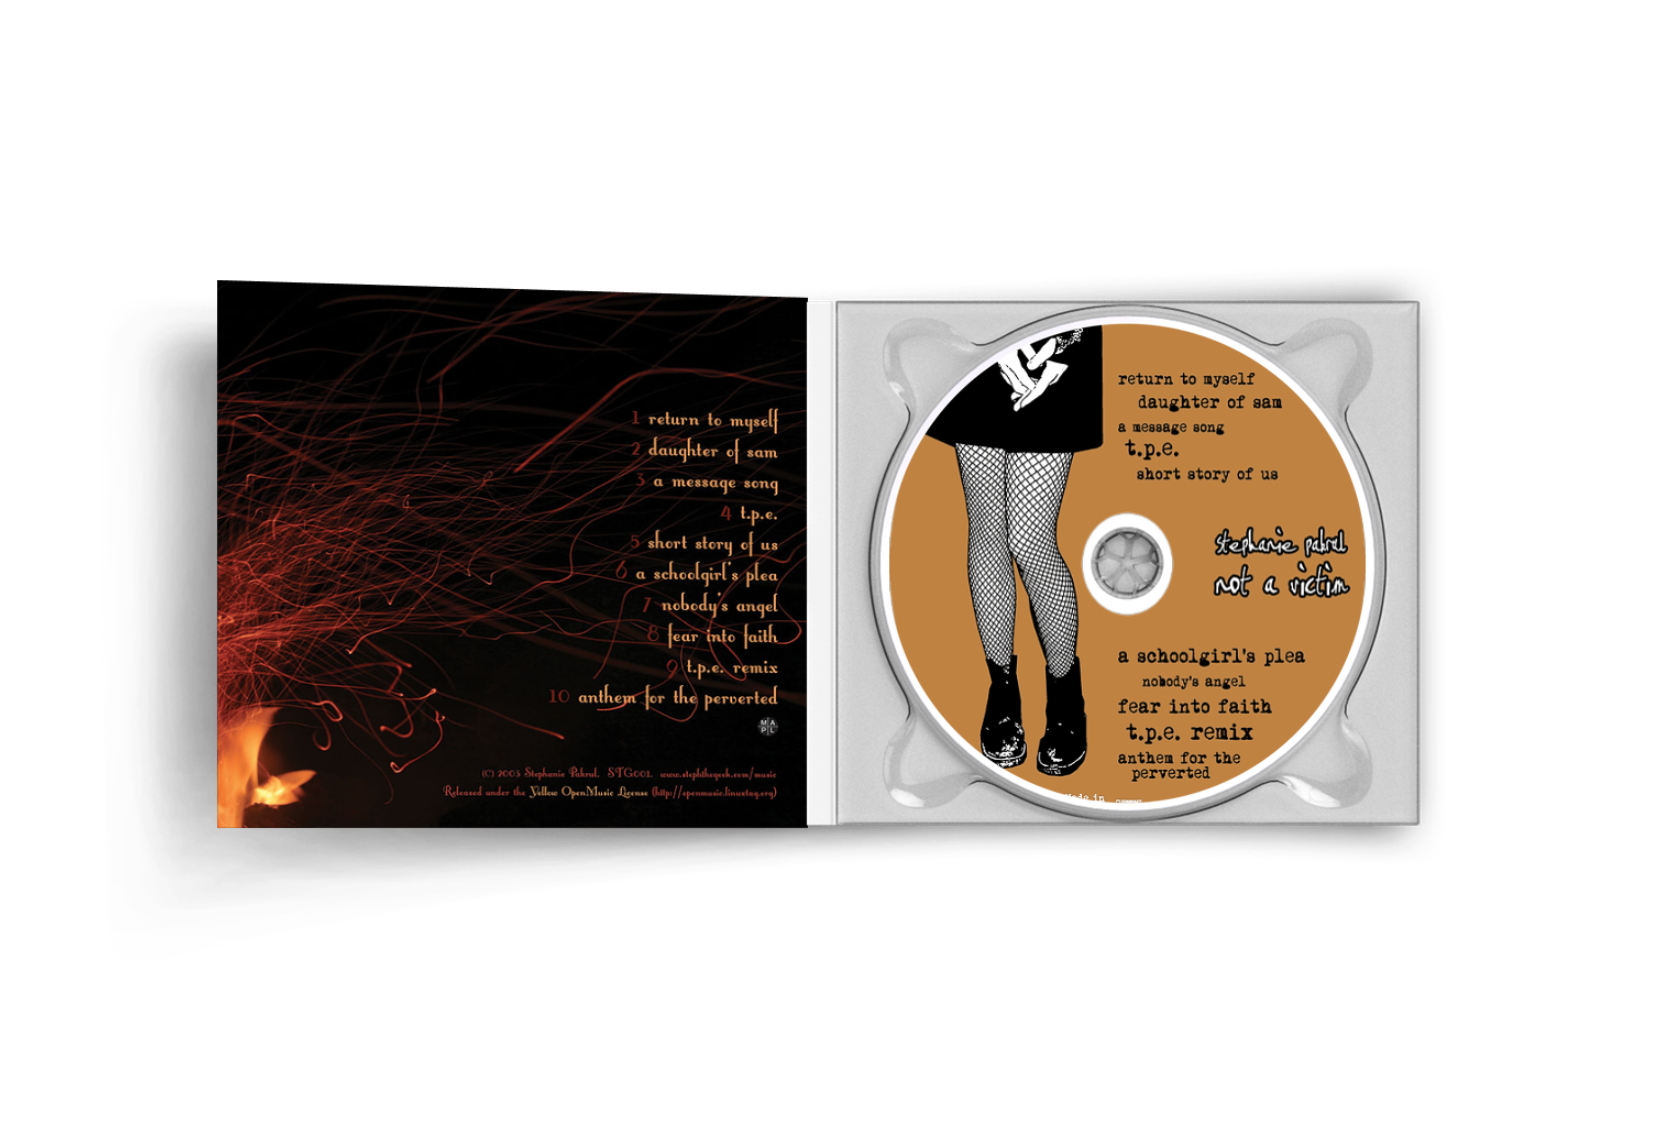 1 return to myself
2 daughter of sam
3 a message song
4 t.p.e.
5 short story of us
6 a schoolgirl's plea
7 nobody's angel
8 fear into faith
9 t.p.e. remix
10 anthem for the perverted
MAPL
(C) 2003 Stephanie Pakrul. STG001. www.stephthegeek.com/music
Released under the Yellow OpenMusic License (http://openmusic.linuxtag.org)
return to myself
daughter of sam
a message song
t.p.e.
short story of us
stephanie pakrul
not a victim
a schoolgirl's plea
nobody's angel
fear into faith
t.p.e. remix
anthem for the
perverted
Made in